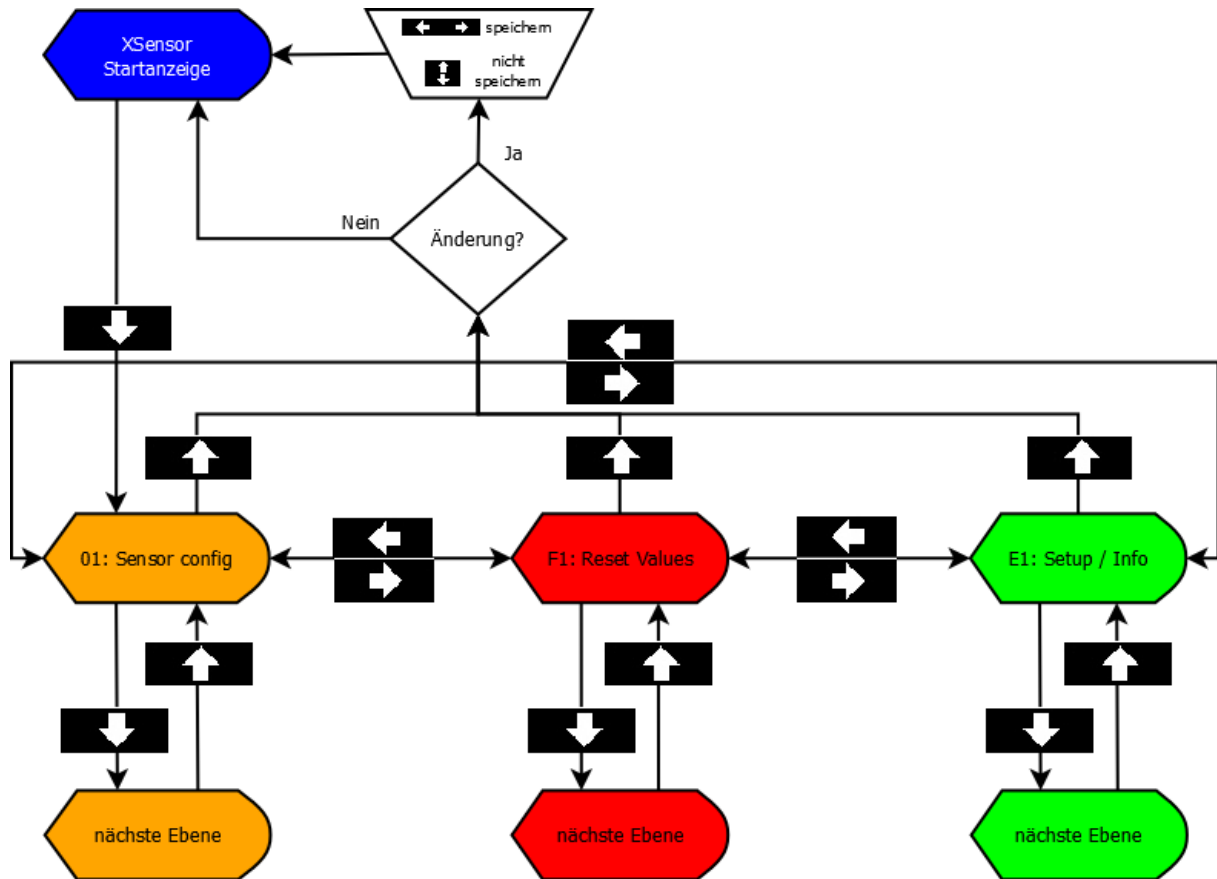 XSensor
Startanzeige
speichern
nicht
speichern
Ja
Nein
Änderung?
01: Sensor config
F1: Reset Values
E1: Setup / Info
nächste Ebene
nächste Ebene
nächste Ebene